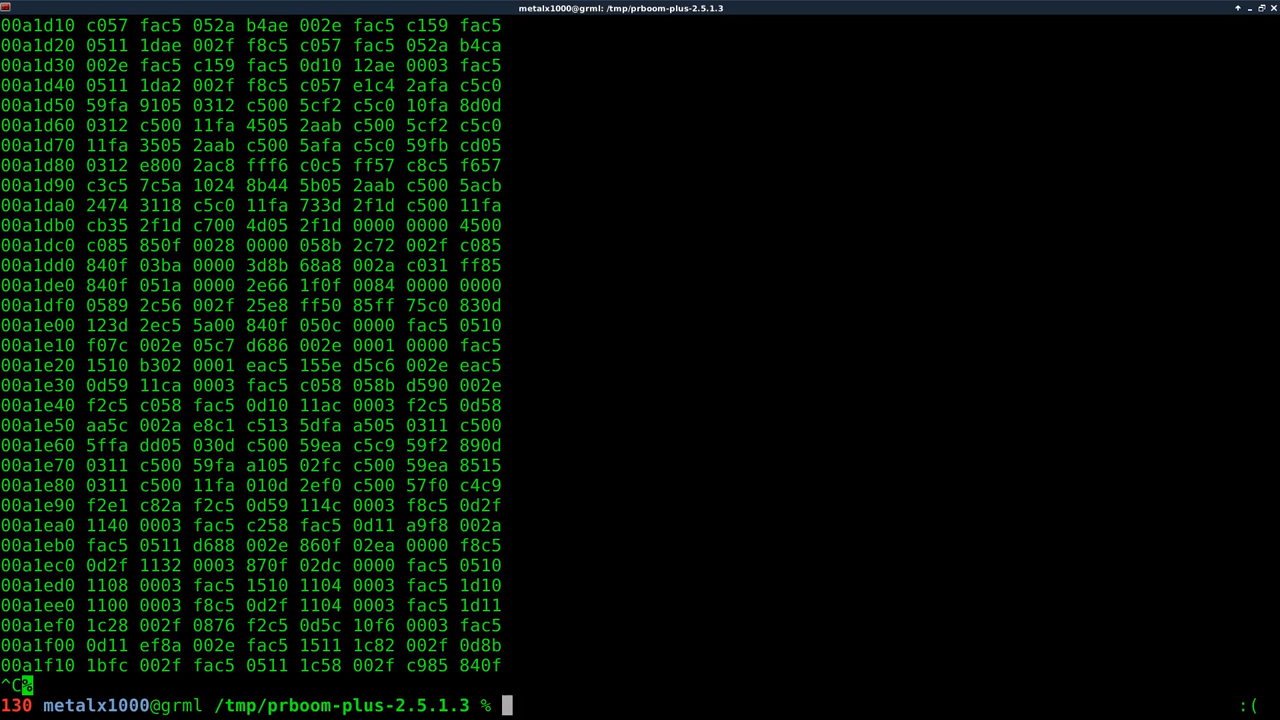 metalx1000@grml: /tmp/prboom-plus-2.5.1.3
00a1d10 c057 fac5 052a b4ae 002e fac5 c159 fac5
00a1d20 0511 1dae 002f f8c5 c057 fac5 052a b4ca
00a1d30 002e fac5 c159 fac5 0d10 12ae 0003 fac5
00a1d40 0511 1da2 002f f8c5 c057 e1c4 2afa c5c0
00a1d50 59fa 9105 0312 c500 5cf2 c5c0 10fa 8d0d
00a1d60 0312 c500 11fa 4505 2aab c500 5cf2 c5c0
00a1d70 11fa 3505 2aab c500 5afa c5c0 59fb cd05
00a1d80 0312 e800 2ac8 fff6 c0c5 ff57 c8c5 f657
00a1d90 c3c5 7c5a 1024 8b44 5b05 2aab c500 5acb
00a1da0 2474 3118 c5c0 11fa 733d 2f1d c500 11fa
00a1db0 cb35 2f1d c700 4d05 2f1d 0000 0000 4500
00a1dc0 c085 850f 0028 0000 058b 2c72 002f c085
00a1dd0 840f 03ba 0000 3d8b 68a8 002a c031 ff85
00a1de0 840f 051a 0000 2e66 1f0f 0084 0000 0000
00a1df0 0589 2c56 002f 25e8 ff50 85ff 75c0 830d
00a1e00 123d 2ec5 5a00 840f 050c 0000 fac5 0510
00a1e10 f07c 002e 05c7 d686 002e 0001 0000 fac5
00a1e20 1510 b302 0001 eac5 155e d5c6 002e eac5
00a1e30 0d59 11ca 0003 fac5 c058 058b d590 002e
00a1e40 f2c5 c058 fac5 0d10 11ac 0003 f2c5 0d58
00a1e50 aa5c 002a e8c1 c513 5dfa a505 0311 c500
00a1e60 5ffa dd05 030d c500 59ea c5c9 59f2 890d
00a1e70 0311 c500 59fa a105 02fc c500 59ea 8515
00a1e80 0311 c500 11fa 010d 2ef0 c500 57f0 c4c9
00a1e90 f2e1 c82a f2c5 0d59 114c 0003 f8c5 0d2f
00a1ea0 1140 0003 fac5 c258 fac5 0d11 a9f8 002a
00a1eb0 fac5 0511 d688 002e 860f 02ea 0000 f8c5
00a1ec0 0d2f 1132 0003 870f 02dc 0000 fac5 0510
00a1ed0 1108 0003 fac5 1510 1104 0003 fac5 1d10
00a1ee0 1100 0003 f8c5 0d2f 1104 0003 fac5 1d11
00a1ef0 1c28 002f 0876 f2c5 0d5c 10f6 0003 fac5
00a1f00 0d11 ef8a 002e fac5 1511 1c82 002f 0d8b
00a1f10 1bfc 002f fac5 0511 1c58 002f c985 840f
^C%
130 metalx1000@grml /tmp/prboom-plus-2.5.1.3 % :(